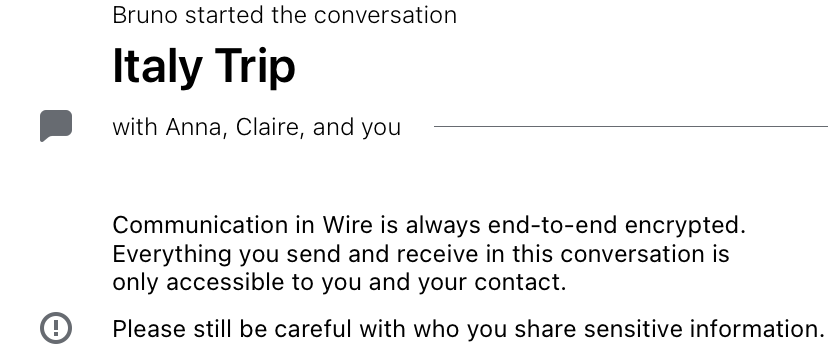 Bruno started the conversation
Italy Trip
with Anna, Claire, and you
Communication in Wire is always end-to-end encrypted.
Everything you send and receive in this conversation is
only accessible to you and your contact.
Please still be careful with who you share sensitive information.